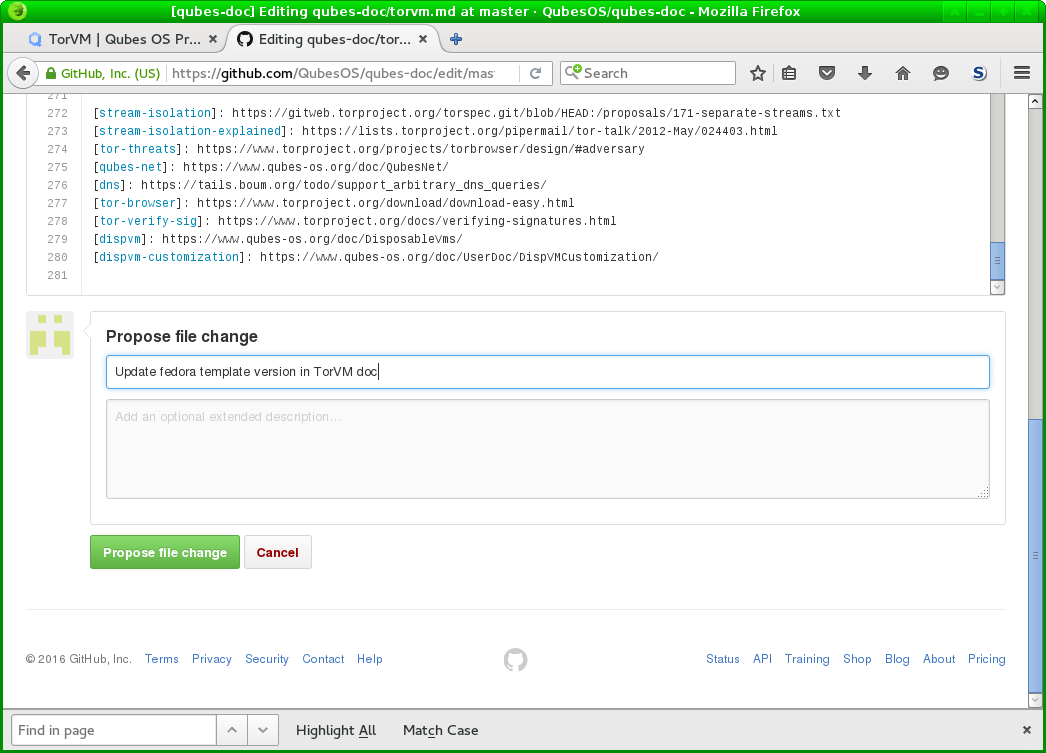 [qubes-doc] Editing qubes-doc/torvm.md at master · QubesOS/qubes-doc - Mozilla Firefox
TorVM | Qubes OS Pr... × Editing qubes-doc/tor... ×
GitHub, Inc. (US) https://github.com/QubesOS/qubes-doc/edit/mas Search
271
272 [stream-isolation]: https://gitweb.torproject.org/torspec.git/blob/HEAD:/proposals/171-separate-streams.txt
273 [stream-isolation-explained]: https://lists.torproject.org/pipermail/tor-talk/2012-May/024403.html
274 [tor-threats]: https://www.torproject.org/projects/torbrowser/design/#adversary
275 [qubes-net]: https://www.qubes-os.org/doc/QubesNet/
276 [dns]: https://tails.boum.org/todo/support_arbitrary_dns_queries/
277 [tor-browser]: https://www.torproject.org/download/download-easy.html
278 [tor-verify-sig]: https://www.torproject.org/docs/verifying-signatures.html
279 [dispvm]: https://www.qubes-os.org/doc/DisposableVms/
280 [dispvm-customization]: https://www.qubes-os.org/doc/UserDoc/DispVMCustomization/
281
Propose file change
Update fedora template version in TorVM doc
Add an optional extended description...
Propose file change Cancel
© 2016 GitHub, Inc. Terms Privacy Security Contact Help Status API Training Shop Blog About Pricing
Find in page Highlight All Match Case ×